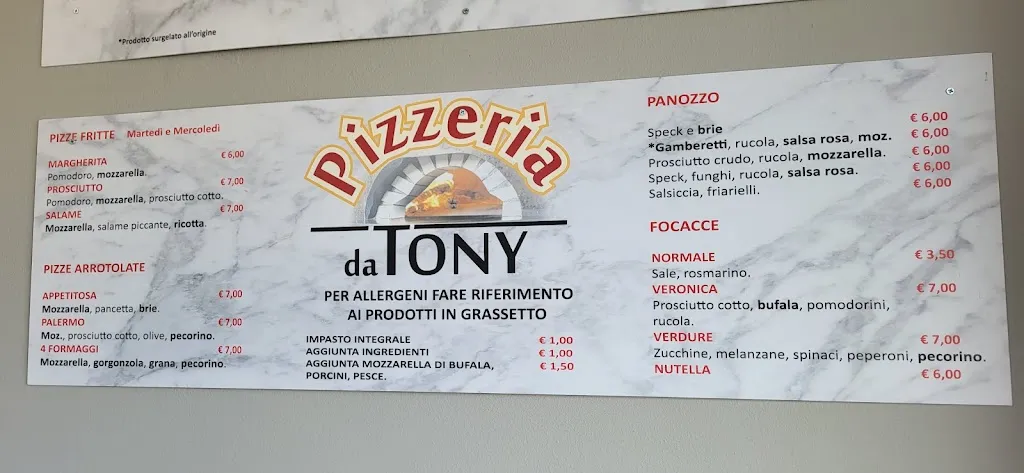 *Prodotto surgelato all'origine
PIZZE FRITTE Martedì e Mercoledì
MARGHERITA € 6,00
Pomodoro, mozzarella.
PROSCIUTTO € 7,00
Pomodoro, mozzarella, prosciutto cotto.
SALAME € 7,00
Mozzarella, salame piccante, ricotta.
PIZZE ARROTOLATE
APPETITOSA € 7,00
Mozzarella, pancetta, brie.
PALERMO € 7,00
Moz., prosciutto cotto, olive, pecorino.
4 FORMAGGI € 7,00
Mozzarella, gorgonzola, grana, pecorino.
Pizzeria
da TONY
PER ALLERGENI FARE RIFERIMENTO
AI PRODOTTI IN GRASSETTO
IMPASTO INTEGRALE € 1,00
AGGIUNTA INGREDIENTI € 1,00
AGGIUNTA MOZZARELLA DI BUFALA, € 1,50
PORCINI, PESCE.
PANOZZO
Speck e brie € 6,00
*Gamberetti, rucola, salsa rosa, moz. € 6,00
Prosciutto crudo, rucola, mozzarella. € 6,00
Speck, funghi, rucola, salsa rosa. € 6,00
Salsiccia, friarielli. € 6,00
FOCACCE
NORMALE € 3,50
Sale, rosmarino.
VERONICA € 7,00
Prosciutto cotto, bufala, pomodorini,
rucola.
VERDURE € 7,00
Zucchine, melanzane, spinaci, peperoni, pecorino.
NUTELLA € 6,00